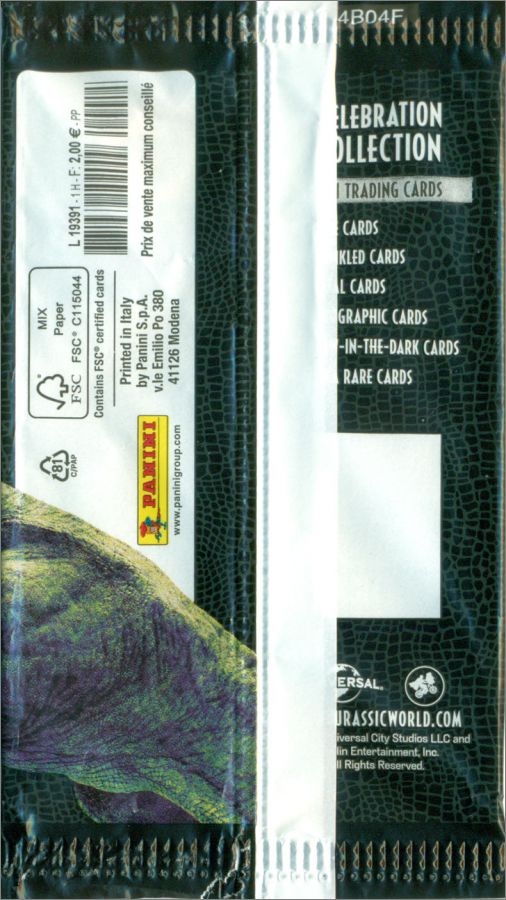 4B04F
L 19391 - 1 H - F: 2,00 € - PP
Prix de vente maximum conseillé
MIX
Paper
FSC FSC® C115044
Contains FSC® certified cards
Printed in Italy
by Panini S.p.A.
v.le Emilio Po 380
41126 Modena
81
C/PAP
PANINI
www.paninigroup.com
ELEBRATION
OLLECTION
I TRADING CARDS
CARDS
KLED CARDS
AL CARDS
GRAPHIC CARDS
-IN-THE-DARK CARDS
RARE CARDS
ERSAL
URASSICWORLD.COM
iversal City Studios LLC and
lin Entertainment, Inc.
ll Rights Reserved.